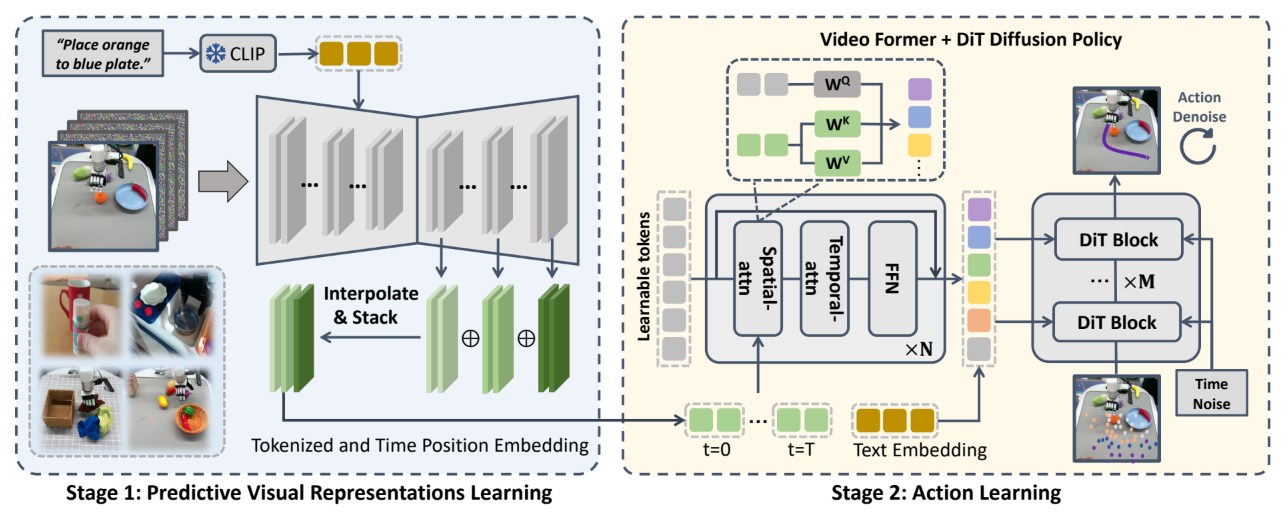 “Place orange
to blue plate.”
CLIP
...
...
...
...
Interpolate
& Stack
⊕
⊕
Tokenized and Time Position Embedding
Stage 1: Predictive Visual Representations Learning
Video Former + DiT Diffusion Policy
W^Q
W^K
W^V
⋮
Action
Denoise
Learnable tokens
Spatial-
attn
Temporal-
attn
FFN
×N
DiT Block
... ×M
DiT Block
Time
Noise
...
t=0
t=T
Text Embedding
Stage 2: Action Learning